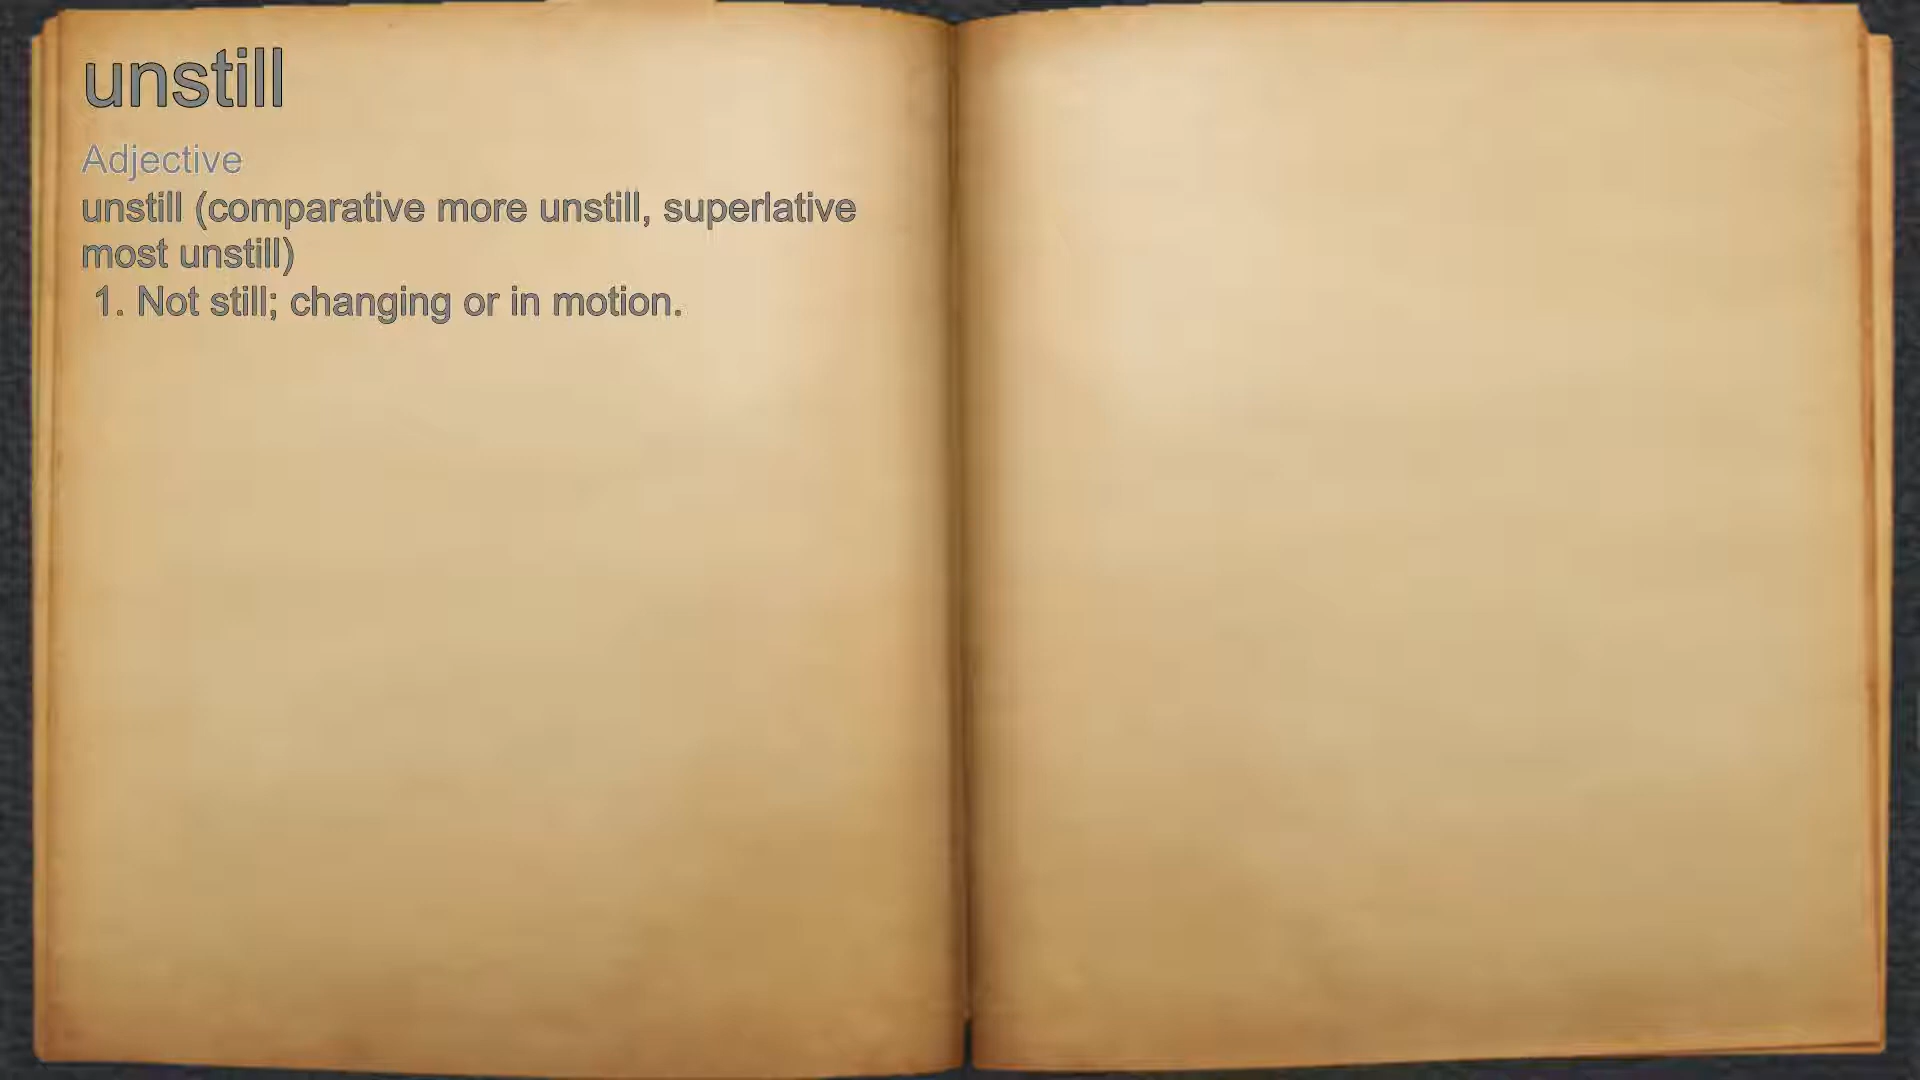 unstill
Adjective
unstill (comparative more unstill, superlative
most unstill)
1. Not still; changing or in motion.